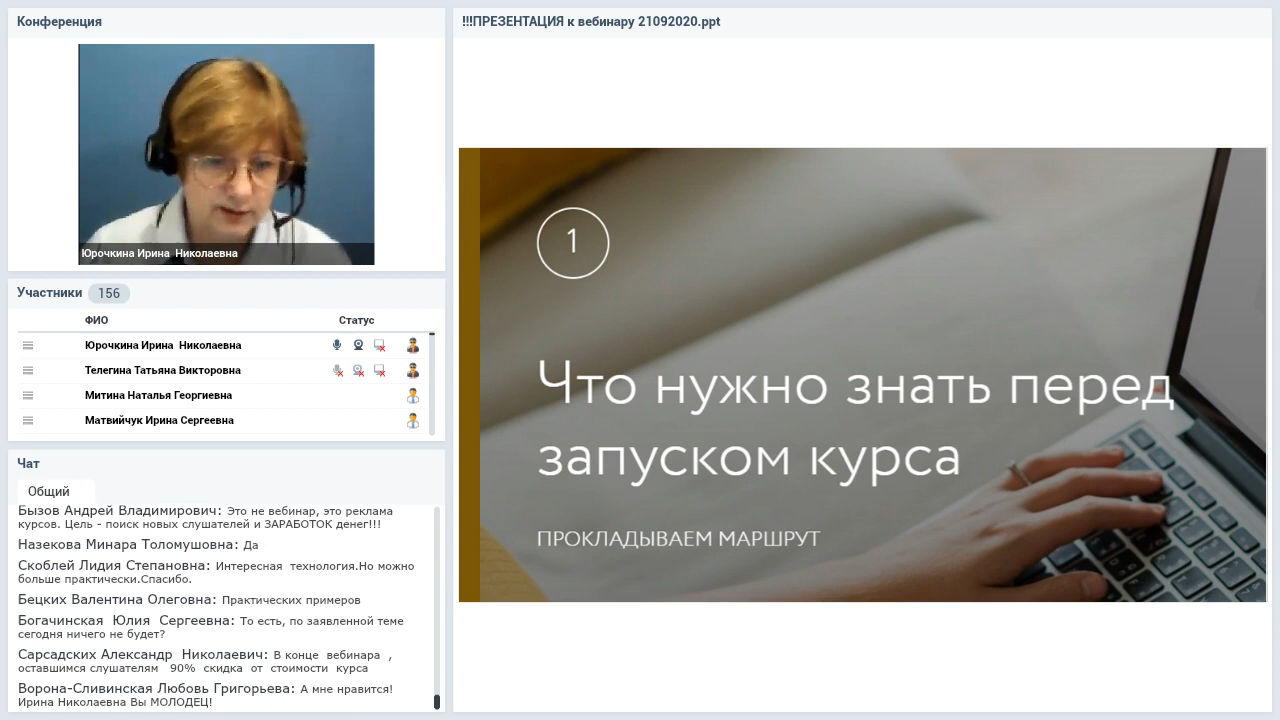 Конференция
Юрочкина Ирина  Николаевна
Участники 156
ФИО Статус
Юрочкина Ирина  Николаевна
Телегина Татьяна Викторовна
Митина Наталья Георгиевна
Матвийчук Ирина Сергеевна
Чат
Общий
Бызов Андрей Владимирович: Это не вебинар, это реклама
курсов. Цель - поиск новых слушателей и ЗАРАБОТОК денег!!!
Назекова Минара Толомушовна: Да
Скоблей Лидия Степановна: Интересная  технология.Но можно
больше практически.Спасибо.
Бецких Валентина Олеговна: Практических примеров
Богачинская  Юлия  Сергеевна: То есть, по заявленной теме
сегодня ничего не будет?
Сарсадских Александр  Николаевич: В конце  вебинара  ,
оставшимся слушателям   90%  скидка  от  стоимости  курса
Ворона-Сливинская Любовь Григорьева: А мне нравится!
Ирина Николаевна Вы МОЛОДЕЦ!
!!!ПРЕЗЕНТАЦИЯ к вебинару 21092020.ppt
1
Что нужно знать перед
запуском курса
ПРОКЛАДЫВАЕМ МАРШРУТ